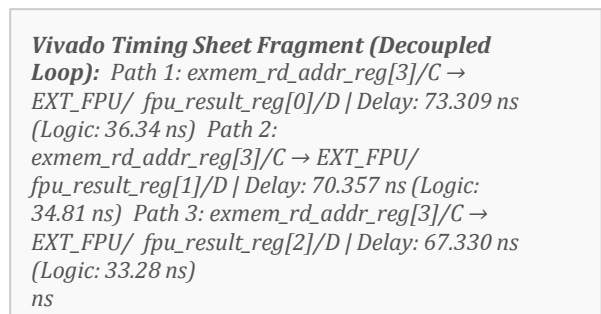 Vivado Timing Sheet Fragment (Decoupled
Loop): Path 1: exmem_rd_addr_reg[3]/C →
EXT_FPU/ fpu_result_reg[0]/D | Delay: 73.309 ns
(Logic: 36.34 ns) Path 2:
exmem_rd_addr_reg[3]/C → EXT_FPU/
fpu_result_reg[1]/D | Delay: 70.357 ns (Logic:
34.81 ns) Path 3: exmem_rd_addr_reg[3]/C →
EXT_FPU/ fpu_result_reg[2]/D | Delay: 67.330 ns
(Logic: 33.28 ns)
ns